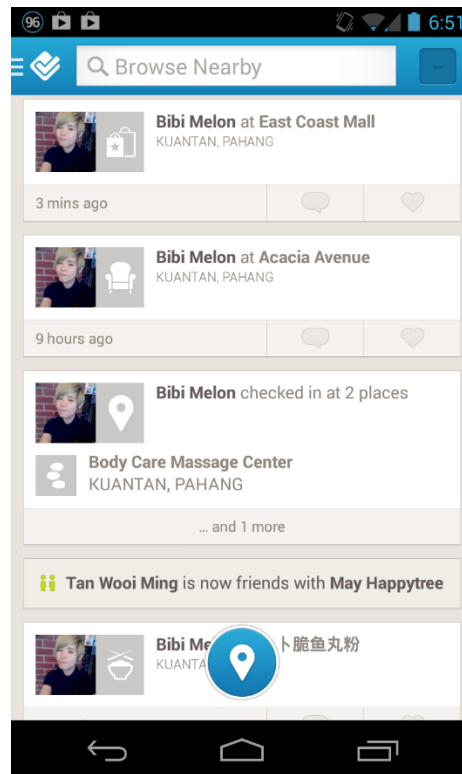 96
6:51
Browse Nearby
Bibi Melon at East Coast Mall
KUANTAN, PAHANG
3 mins ago
Bibi Melon at Acacia Avenue
KUANTAN, PAHANG
9 hours ago
Bibi Melon checked in at 2 places
Body Care Massage Center
KUANTAN, PAHANG
... and 1 more
Tan Wooi Ming is now friends with May Happytree
Bibi 卜脆鱼丸粉